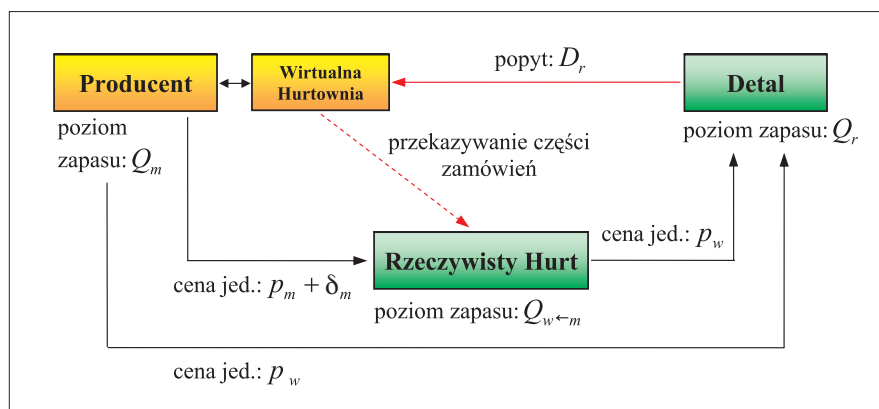 Producent
Wirtualna
Hurtownia
popyt: D_r
Detal
poziom
zapasu: Q_m
poziom zapasu: Q_r
przekazywanie części
zamówień
Rzeczywisty Hurt
cena jed.: p_w
cena jed.: p_m + δ_m
poziom zapasu: Q_{w←m}
cena jed.: p_w